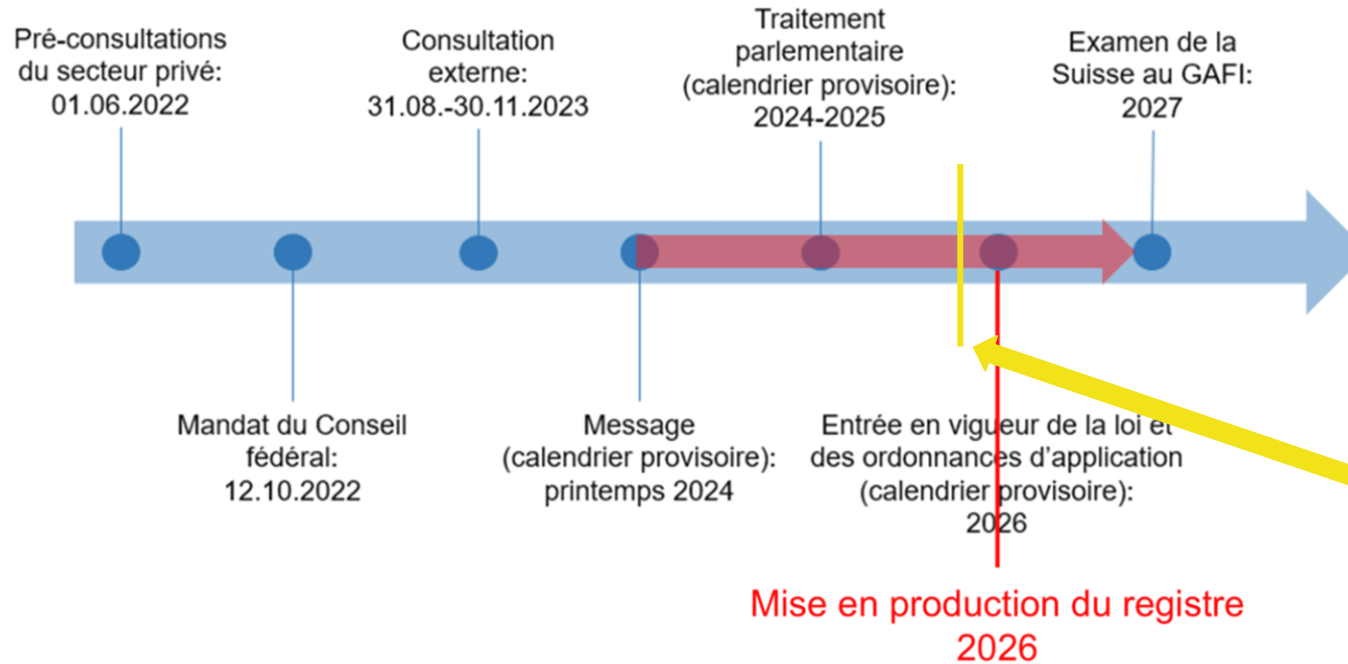 Pré-consultations
du secteur privé:
01.06.2022
Consultation
externe:
31.08.-30.11.2023
Traitement
parlementaire
(calendrier provisoire):
2024-2025
Examen de la
Suisse au GAFI:
2027
Mandat du Conseil
fédéral:
12.10.2022
Message
(calendrier provisoire):
printemps 2024
Entrée en vigueur de la loi et
des ordonnances d'application
(calendrier provisoire):
2026
Mise en production du registre
2026